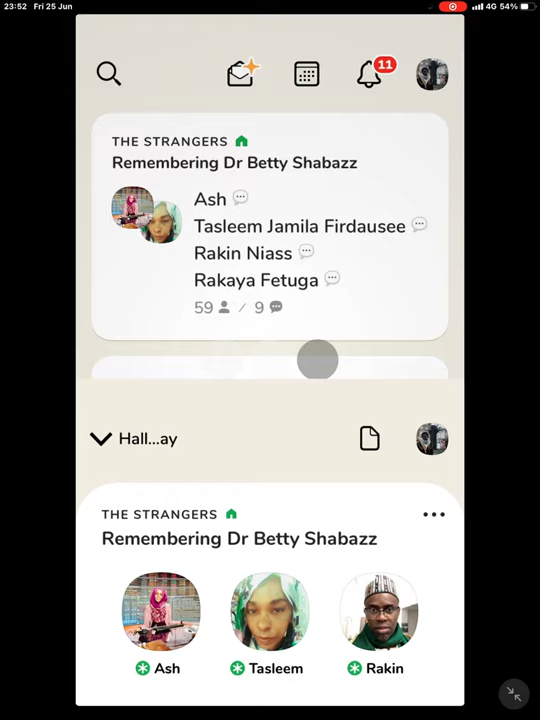 23:52 Fri 25 Jun
4G 54%
11
THE STRANGERS
Remembering Dr Betty Shabazz
Ash
Tasleem Jamila Firdausee
Rakin Niass
Rakaya Fetuga
59 / 9
Hall...ay
THE STRANGERS
Remembering Dr Betty Shabazz
Ash Tasleem Rakin